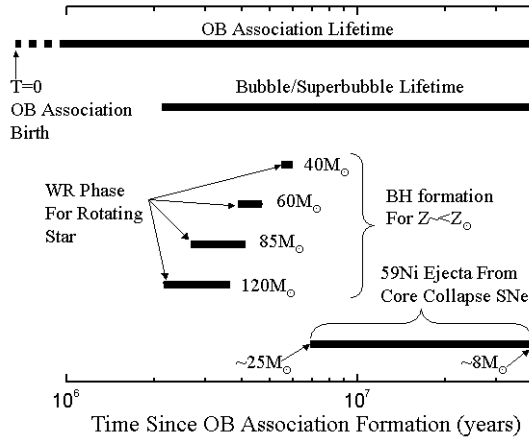 OB Association Lifetime
T=0
OB Association
Birth
Bubble/Superbubble Lifetime
40M☉
WR Phase
For Rotating
Star
60M☉
BH formation
For Z~<Z☉
85M☉
120M☉
59Ni Ejecta From
Core Collapse SNe
~25M☉
~8M☉
10⁶
10⁷
Time Since OB Association Formation (years)